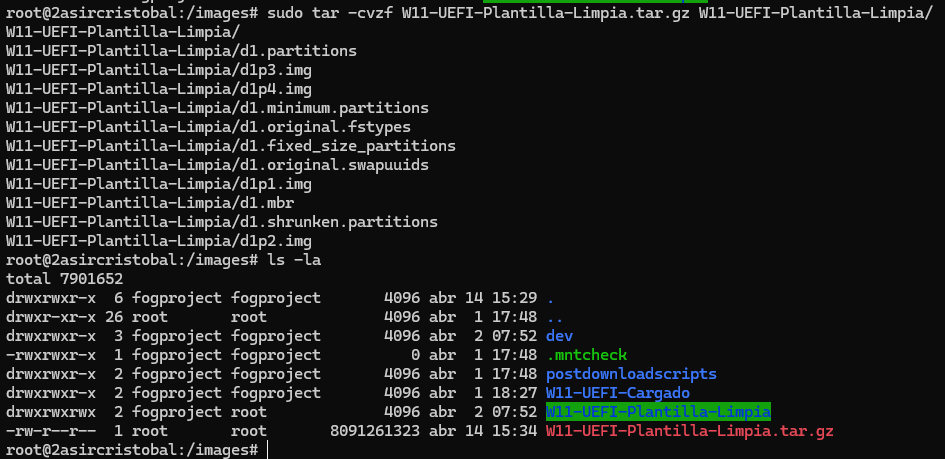 root@2asircristobal:/images# sudo tar -cvzf W11-UEFI-Plantilla-Limpia.tar.gz W11-UEFI-Plantilla-Limpia/
W11-UEFI-Plantilla-Limpia/
W11-UEFI-Plantilla-Limpia/d1.partitions
W11-UEFI-Plantilla-Limpia/d1p3.img
W11-UEFI-Plantilla-Limpia/d1p4.img
W11-UEFI-Plantilla-Limpia/d1.minimum.partitions
W11-UEFI-Plantilla-Limpia/d1.original.fstypes
W11-UEFI-Plantilla-Limpia/d1.fixed_size_partitions
W11-UEFI-Plantilla-Limpia/d1.original.swapuuids
W11-UEFI-Plantilla-Limpia/d1p1.img
W11-UEFI-Plantilla-Limpia/d1.mbr
W11-UEFI-Plantilla-Limpia/d1.shrunken.partitions
W11-UEFI-Plantilla-Limpia/d1p2.img
root@2asircristobal:/images# ls -la
total 7901652
drwxrwxr-x  6 fogproject fogproject       4096 abr 14 15:29 .
drwxr-xr-x 26 root       root             4096 abr  1 17:48 ..
drwxrwxr-x  3 fogproject fogproject       4096 abr  2 07:52 dev
-rwxrwxr-x  1 fogproject fogproject          0 abr  1 17:48 .mntcheck
drwxrwxr-x  2 fogproject fogproject       4096 abr  1 17:48 postdownloadscripts
drwxrwxr-x  2 fogproject fogproject       4096 abr  1 18:27 W11-UEFI-Cargado
drwxrwxrwx  2 fogproject root             4096 abr  2 07:52 W11-UEFI-Plantilla-Limpia
-rw-r--r--  1 root       root       8091261323 abr 14 15:34 W11-UEFI-Plantilla-Limpia.tar.gz
root@2asircristobal:/images#